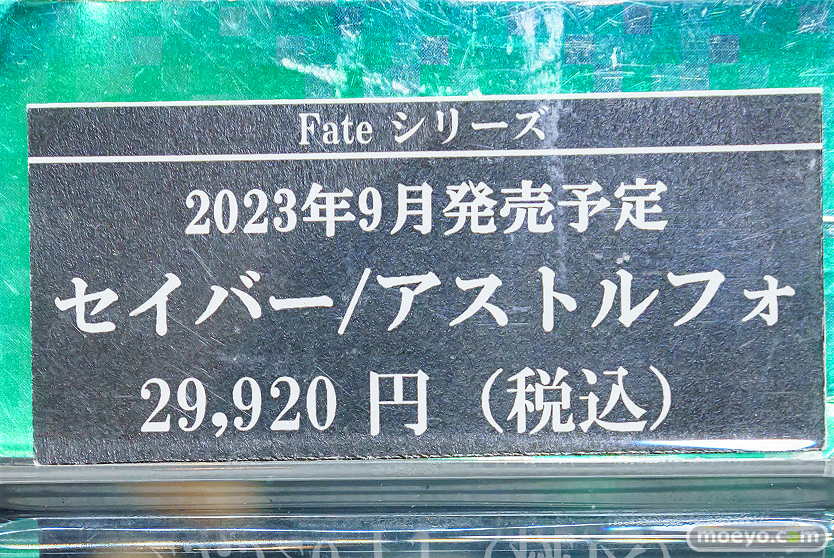 Fate シリーズ
2023年9月発売予定
セイバー/アストルフォ
29,920 円（税込）
moeyo.com